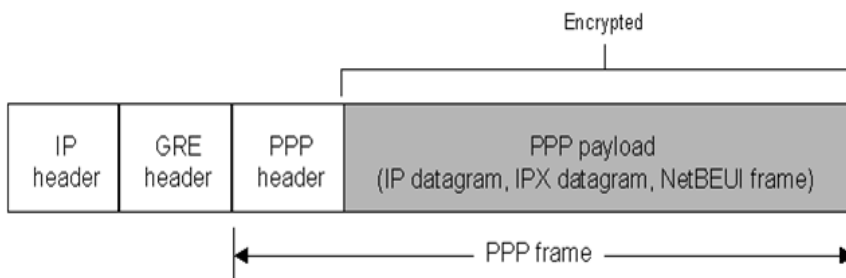 Encrypted
IP
header
GRE
header
PPP
header
PPP payload
(IP datagram, IPX datagram, NetBEUI frame)
PPP frame